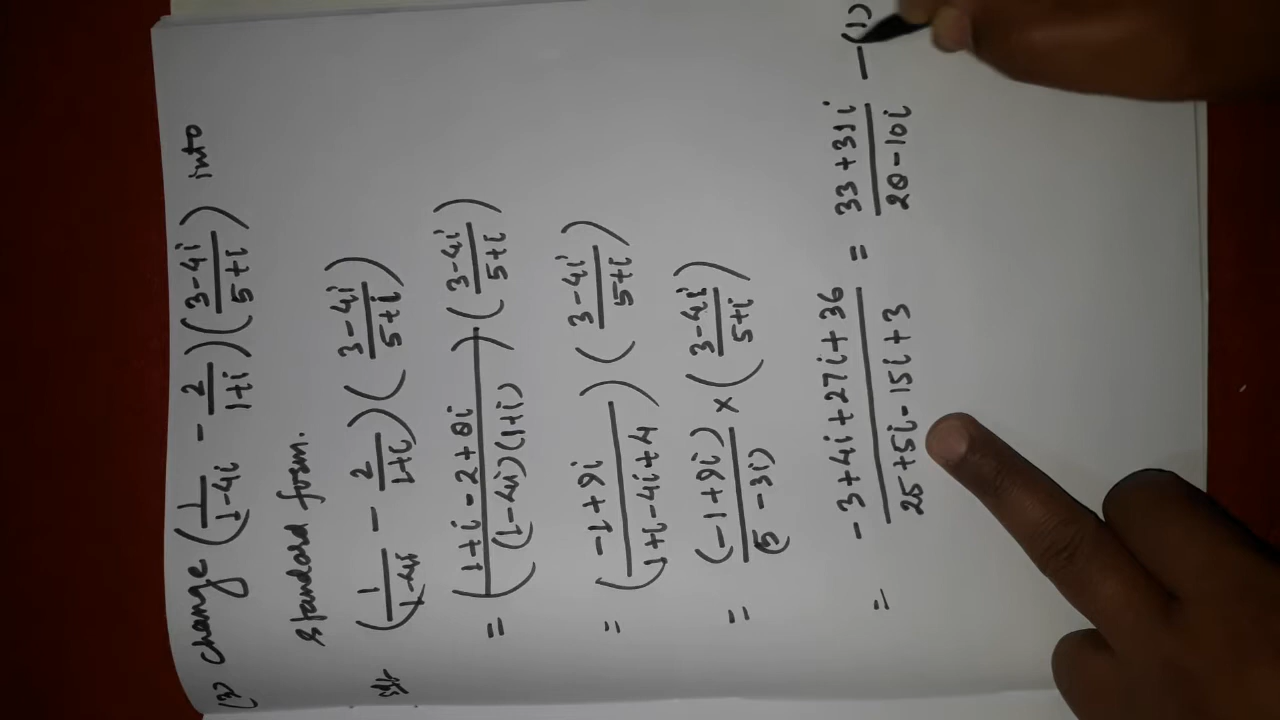 (3) change (1/1-4i - 2/1+i)(3-4i/5+i) into
standard form.
(1/1-4i - 2/1+i)(3-4i/5+i)
= (1+i-2+8i/(1-4i)(1+i))(3-4i/5+i)
= (-1+9i/1+i-4i+4)(3-4i/5+i)
= (-1+9i)/(5-3i) × (3-4i/5+i)
= -3+4i+27i+36/25+5i-15i+3 = 33+31i/28-10i - (1)